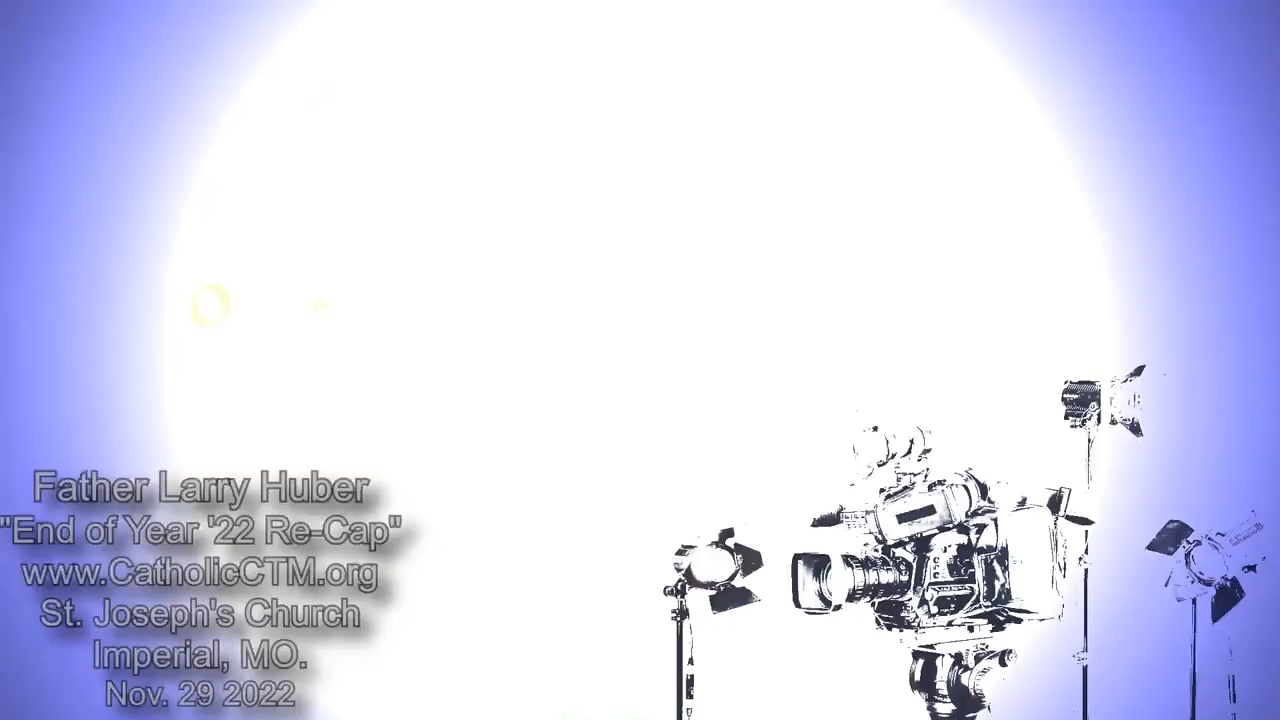 Father Larry Huber
"End of Year '22 Re-Cap"
www.CatholicCTM.org
St. Joseph's Church
Imperial, MO.
Nov. 29 2022